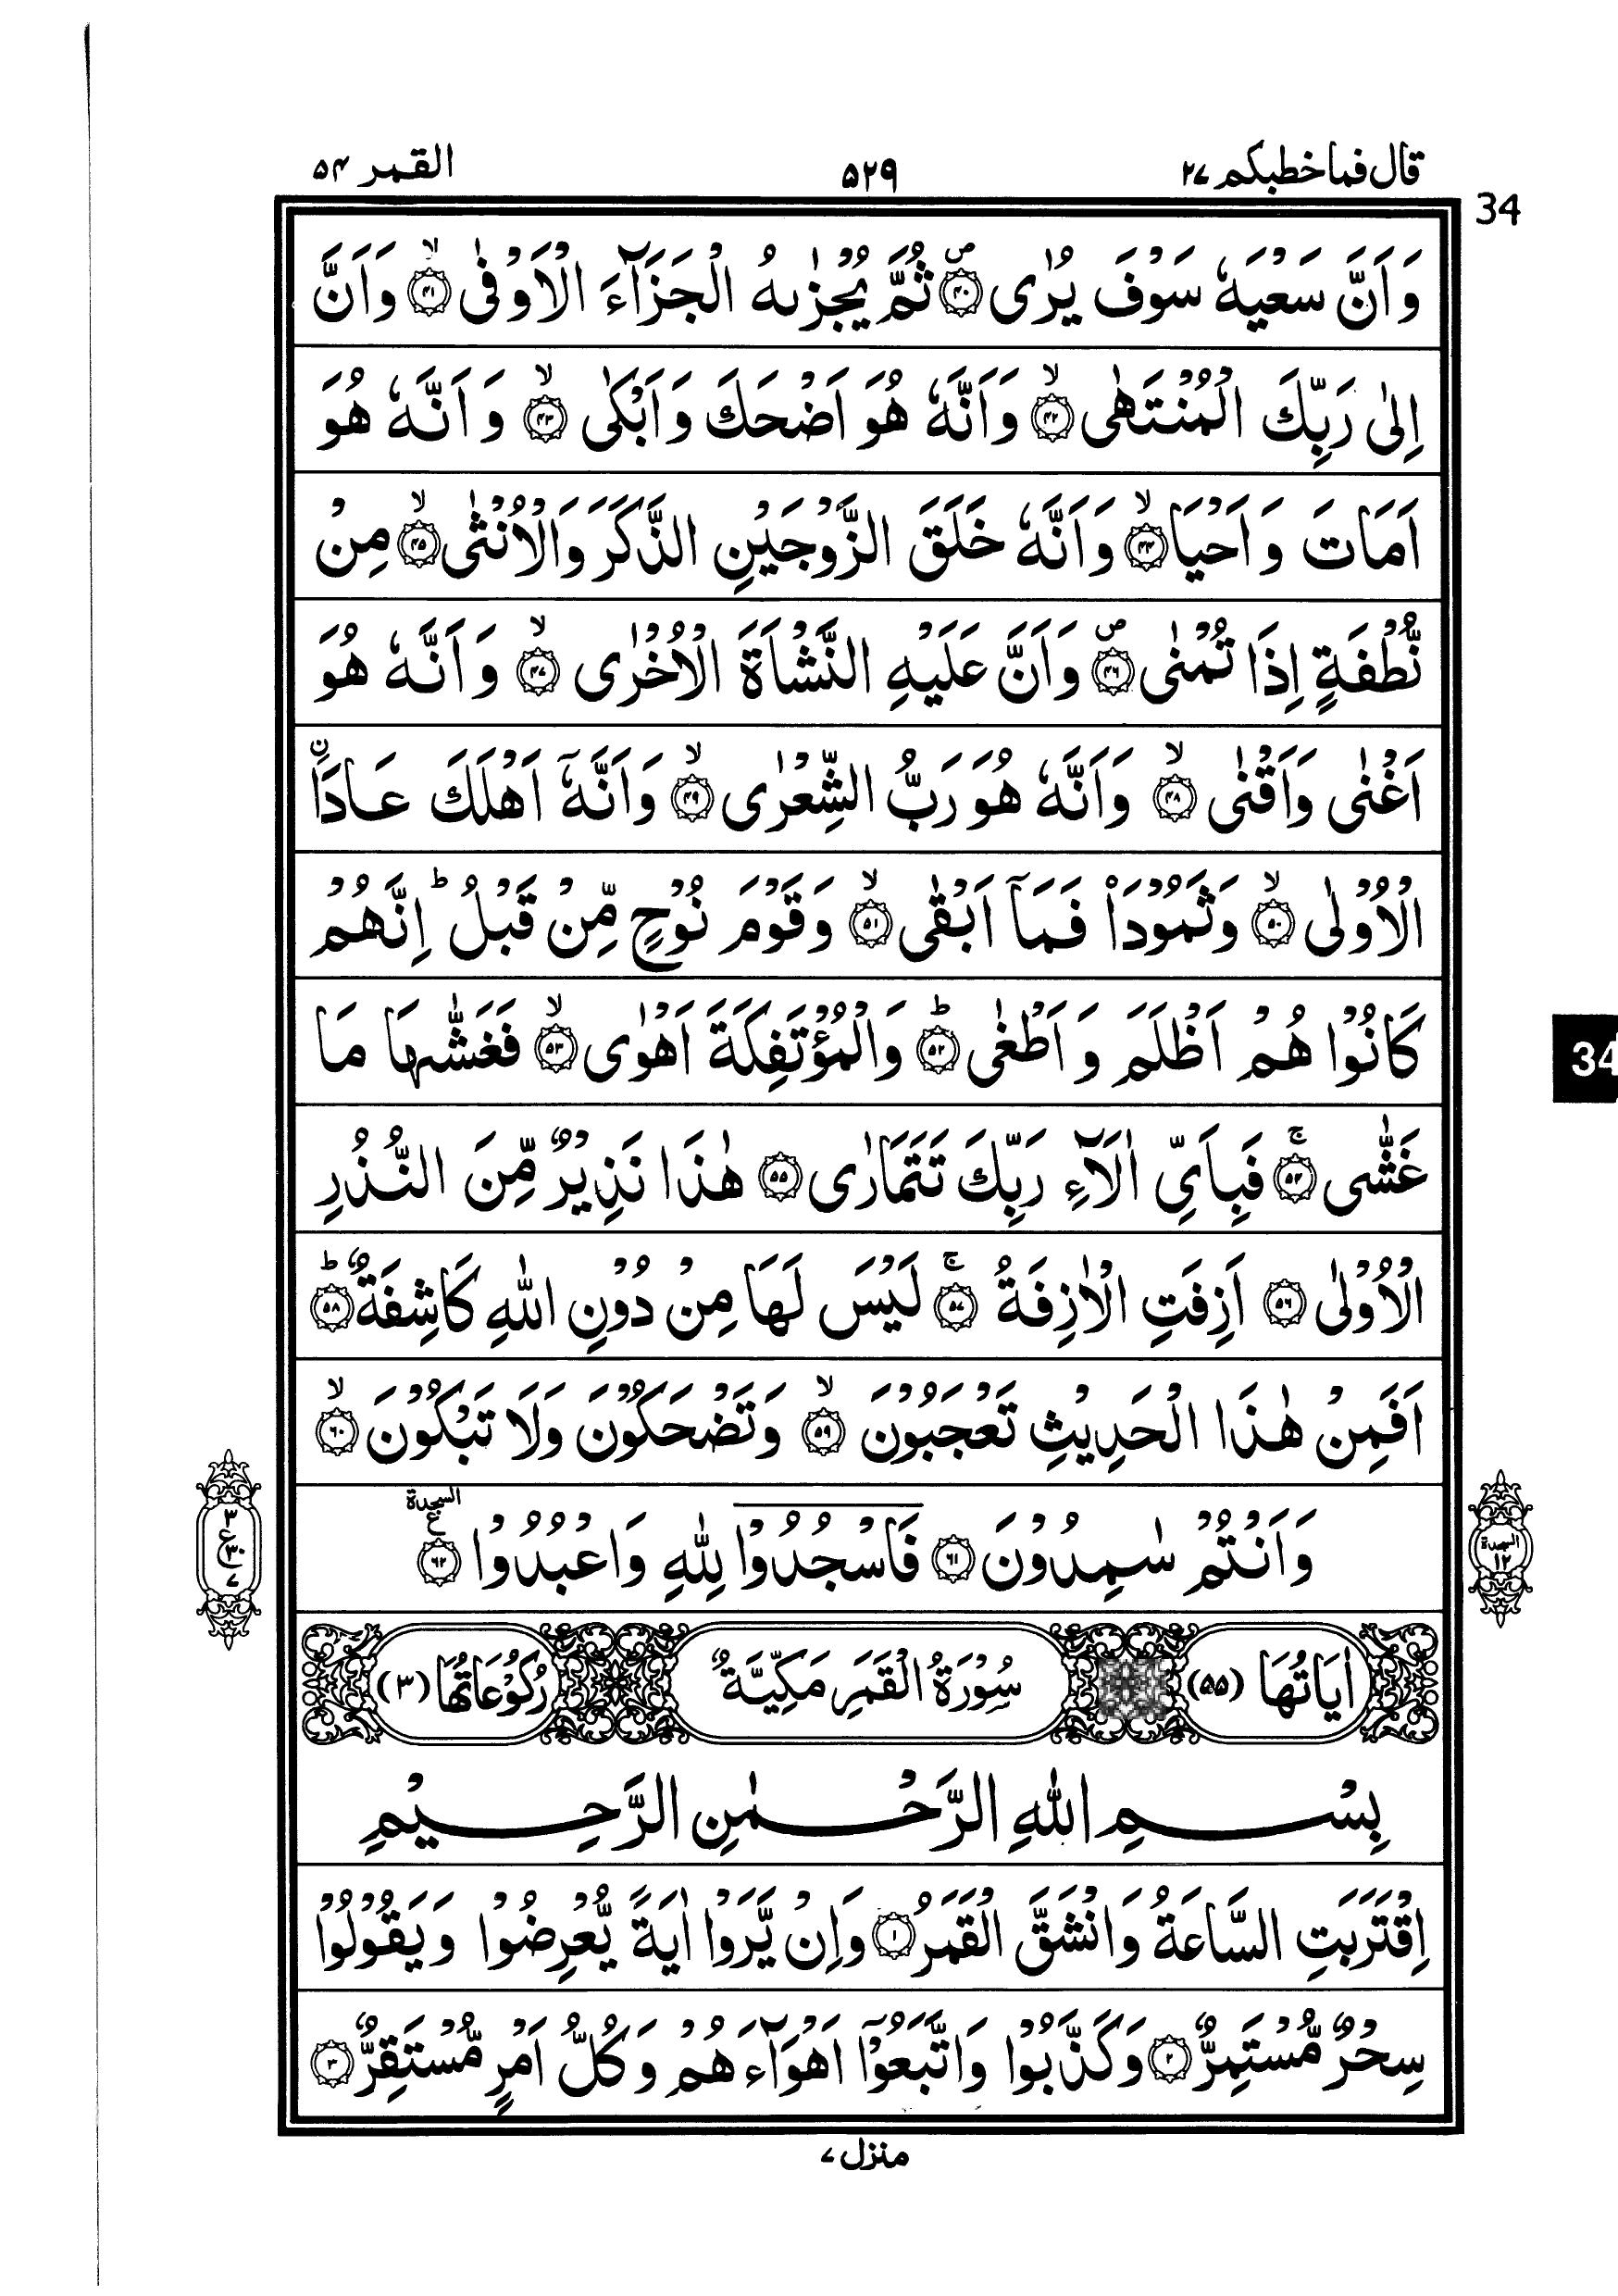 قال فما خطبكم ٢٧
٥٢٩
القمر ٥٤
34
وَاَنَّ سَعْيَهٗ سَوْفَ يُرٰى ۪﴿٤٠﴾ ثُمَّ يُجْزٰىهُ الْجَزَآءَ الْاَوْفٰى ۙ﴿٤١﴾ وَاَنَّ
اِلٰى رَبِّكَ الْمُنْتَهٰى ۙ﴿٤٢﴾ وَاَنَّهٗ هُوَ اَضْحَكَ وَاَبْكٰى ۙ﴿٤٣﴾ وَاَنَّهٗ هُوَ
اَمَاتَ وَاَحْيَا ۙ﴿٤٤﴾ وَاَنَّهٗ خَلَقَ الزَّوْجَيْنِ الذَّكَرَ وَالْاُنْثٰى ۙ﴿٤٥﴾ مِنْ
نُّطْفَةٍ اِذَا تُمْنٰى ۪﴿٤٦﴾ وَاَنَّ عَلَيْهِ النَّشْاَةَ الْاُخْرٰى ۙ﴿٤٧﴾ وَاَنَّهٗ هُوَ
اَغْنٰى وَاَقْنٰى ۙ﴿٤٨﴾ وَاَنَّهٗ هُوَ رَبُّ الشِّعْرٰى ۙ﴿٤٩﴾ وَاَنَّهٗۤ اَهْلَكَ عَادَاۨ
الْاُوْلٰى ۙ﴿٥٠﴾ وَثَمُوْدَا۠ فَمَاۤ اَبْقٰى ۙ﴿٥١﴾ وَقَوْمَ نُوْحٍ مِّنْ قَبْلُ ؕ اِنَّهُمْ
كَانُوْا هُمْ اَظْلَمَ وَاَطْغٰى ؕ﴿٥٢﴾ وَالْمُؤْتَفِكَةَ اَهْوٰى ۙ﴿٥٣﴾ فَغَشّٰىهَا مَا
غَشّٰى ۚ﴿٥٤﴾ فَبِاَىِّ اٰلَآءِ رَبِّكَ تَتَمَارٰى ﴿٥٥﴾ هٰذَا نَذِيْرٌ مِّنَ النُّذُرِ
الْاُوْلٰى ﴿٥٦﴾ اَزِفَتِ الْاٰزِفَةُ ۚ﴿٥٧﴾ لَيْسَ لَهَا مِنْ دُوْنِ اللّٰهِ كَاشِفَةٌ ؕ﴿٥٨﴾
اَفَمِنْ هٰذَا الْحَدِيْثِ تَعْجَبُوْنَ ۙ﴿٥٩﴾ وَتَضْحَكُوْنَ وَلَا تَبْكُوْنَ ۙ﴿٦٠﴾
وَاَنْتُمْ سٰمِدُوْنَ ﴿٦١﴾ فَاسْجُدُوْا لِلّٰهِ وَاعْبُدُوْا ﴿٦٢﴾ السجدة ع
السجدة ١٢
٣ ع ٣٠ ٧
اٰيَاتُهَا (٥٥) سُوْرَةُ الْقَمَرِ مَكِّيَّةٌ رُكُوْعَاتُهَا (٣)
34
بِسْمِ اللّٰهِ الرَّحْمٰنِ الرَّحِيْمِ
اِقْتَرَبَتِ السَّاعَةُ وَانْشَقَّ الْقَمَرُ ﴿١﴾ وَاِنْ يَّرَوْا اٰيَةً يُّعْرِضُوْا وَيَقُوْلُوْا
سِحْرٌ مُّسْتَمِرٌّ ﴿٢﴾ وَكَذَّبُوْا وَاتَّبَعُوْۤا اَهْوَآءَهُمْ وَكُلُّ اَمْرٍ مُّسْتَقِرٌّ ﴿٣﴾
منزل ٧